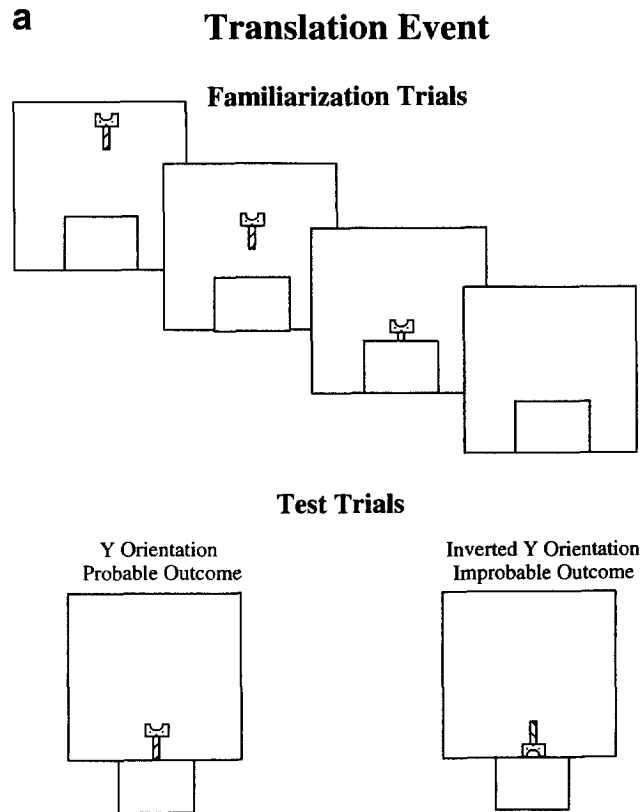 a
Translation Event
Familiarization Trials
Test Trials
Y Orientation
Probable Outcome
Inverted Y Orientation
Improbable Outcome